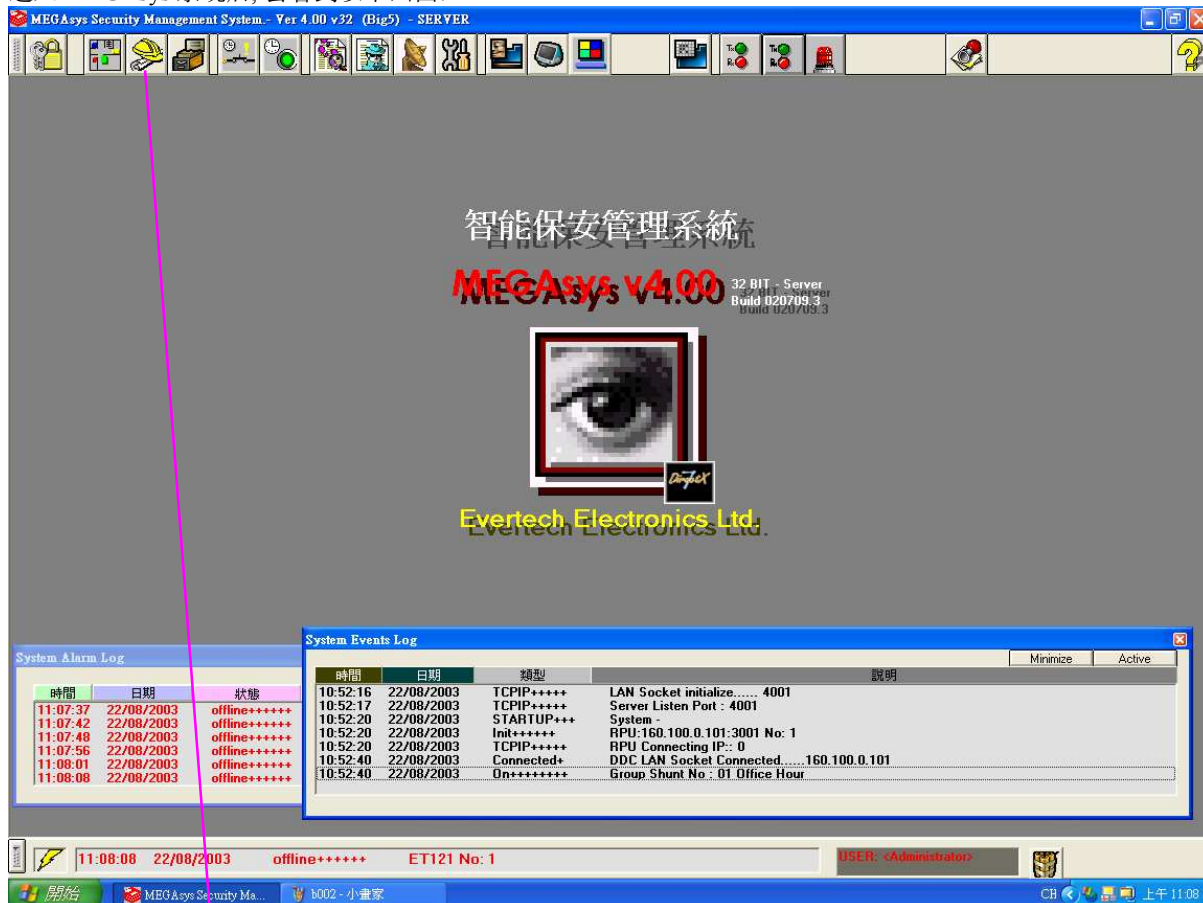 MEGAsys Security Management System.- Ver 4.00 v32 (Big5) - SERVER
智能保安管理系統
MEGAsys v4.00
32 BIT - Server
Build 020709.3
Evertech Electronics Ltd.
System Alarm Log
時間 日期 狀態
11:07:37 22/08/2003 offline++++++
11:07:42 22/08/2003 offline++++++
11:07:48 22/08/2003 offline++++++
11:07:56 22/08/2003 offline++++++
11:08:01 22/08/2003 offline++++++
11:08:08 22/08/2003 offline++++++
System Events Log
Minimize Active
時間 日期 類型 說明
10:52:16 22/08/2003 TCPIP+++++ LAN Socket initialize...... 4001
10:52:17 22/08/2003 TCPIP+++++ Server Listen Port : 4001
10:52:20 22/08/2003 STARTUP+++ System -
10:52:20 22/08/2003 Init++++++ RPU:160.100.0.101:3001 No: 1
10:52:20 22/08/2003 TCPIP+++++ RPU Connecting IP:: 0
10:52:40 22/08/2003 Connected+ DDC LAN Socket Connected......160.100.0.101
10:52:40 22/08/2003 On++++++++ Group Shunt No : 01 Office Hour
11:08:08 22/08/2003 offline++++++ ET121 No: 1
USER: <Administrator>
開始 MEGAsys Security Ma... b002 - 小畫家 CH 上午 11:08